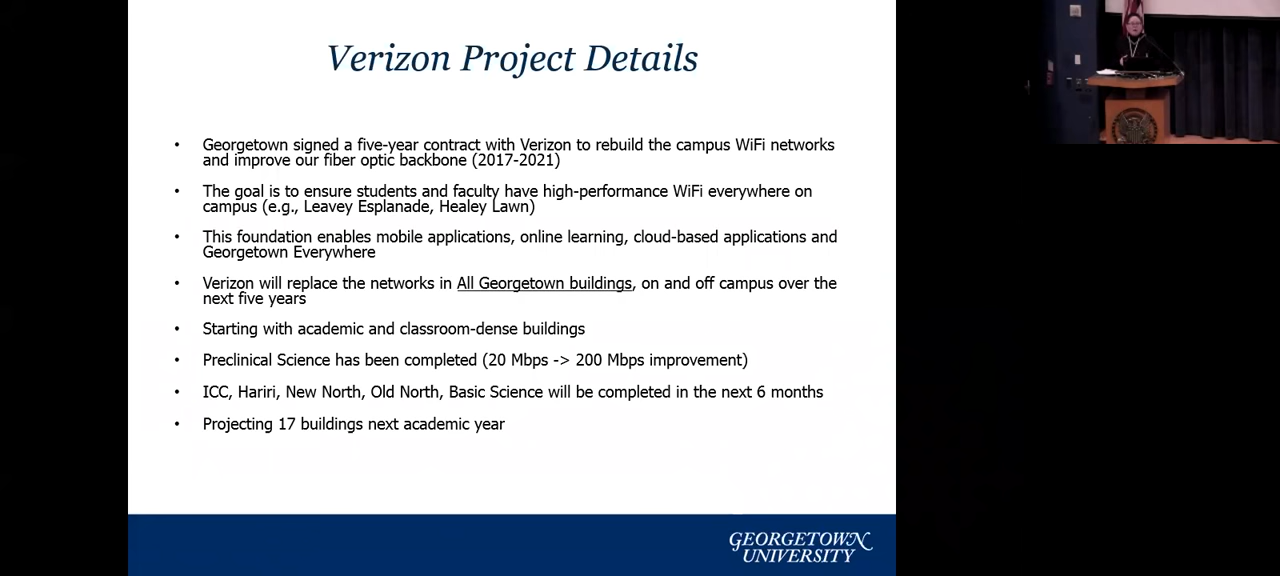 Verizon Project Details
• Georgetown signed a five-year contract with Verizon to rebuild the campus WiFi networks
and improve our fiber optic backbone (2017-2021)
• The goal is to ensure students and faculty have high-performance WiFi everywhere on
campus (e.g., Leavey Esplanade, Healey Lawn)
• This foundation enables mobile applications, online learning, cloud-based applications and
Georgetown Everywhere
• Verizon will replace the networks in All Georgetown buildings, on and off campus over the
next five years
• Starting with academic and classroom-dense buildings
• Preclinical Science has been completed (20 Mbps -> 200 Mbps improvement)
• ICC, Hariri, New North, Old North, Basic Science will be completed in the next 6 months
• Projecting 17 buildings next academic year
GEORGETOWN
UNIVERSITY